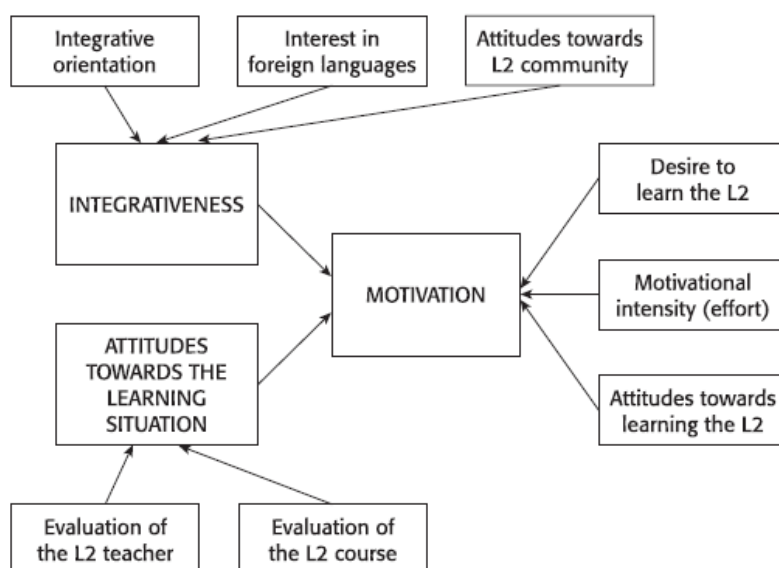 Integrative
orientation
Interest in
foreign languages
Attitudes towards
L2 community
INTEGRATIVENESS
Desire to
learn the L2
MOTIVATION
Motivational
intensity (effort)
ATTITUDES
TOWARDS THE
LEARNING
SITUATION
Attitudes towards
learning the L2
Evaluation of
the L2 teacher
Evaluation of
the L2 course